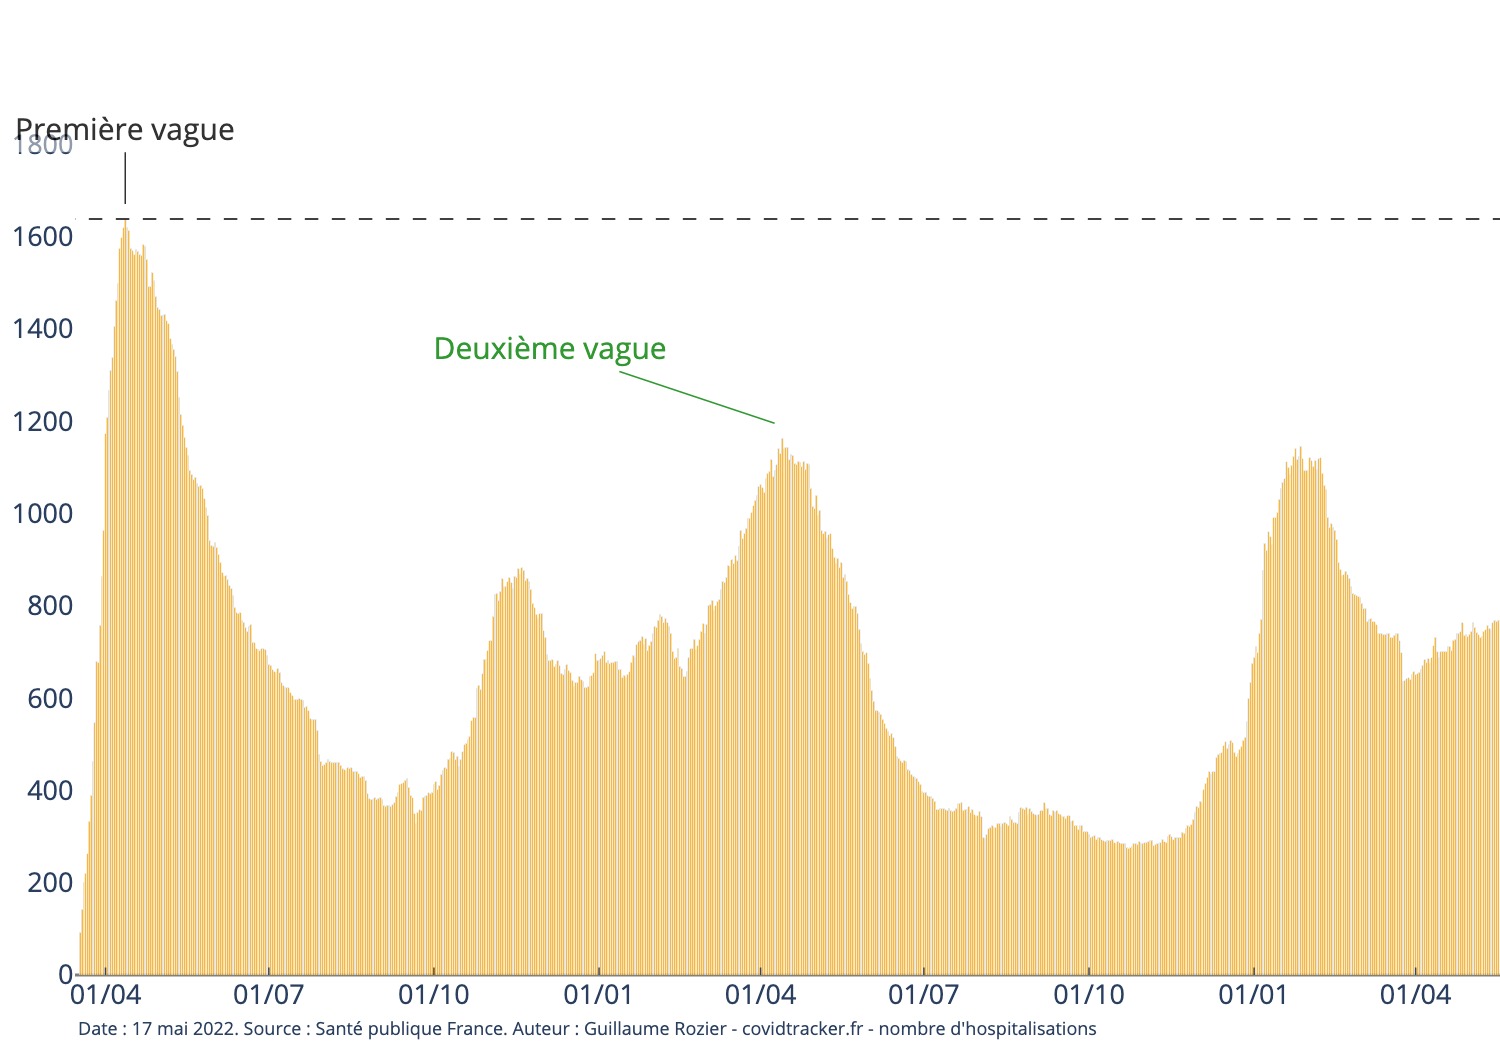 Première vague
1800
1600
1400
Deuxième vague
1200
1000
800
600
400
200
0
01/04 01/07 01/10 01/01 01/04 01/07 01/10 01/01 01/04
Date : 17 mai 2022. Source : Santé publique France. Auteur : Guillaume Rozier - covidtracker.fr - nombre d'hospitalisations